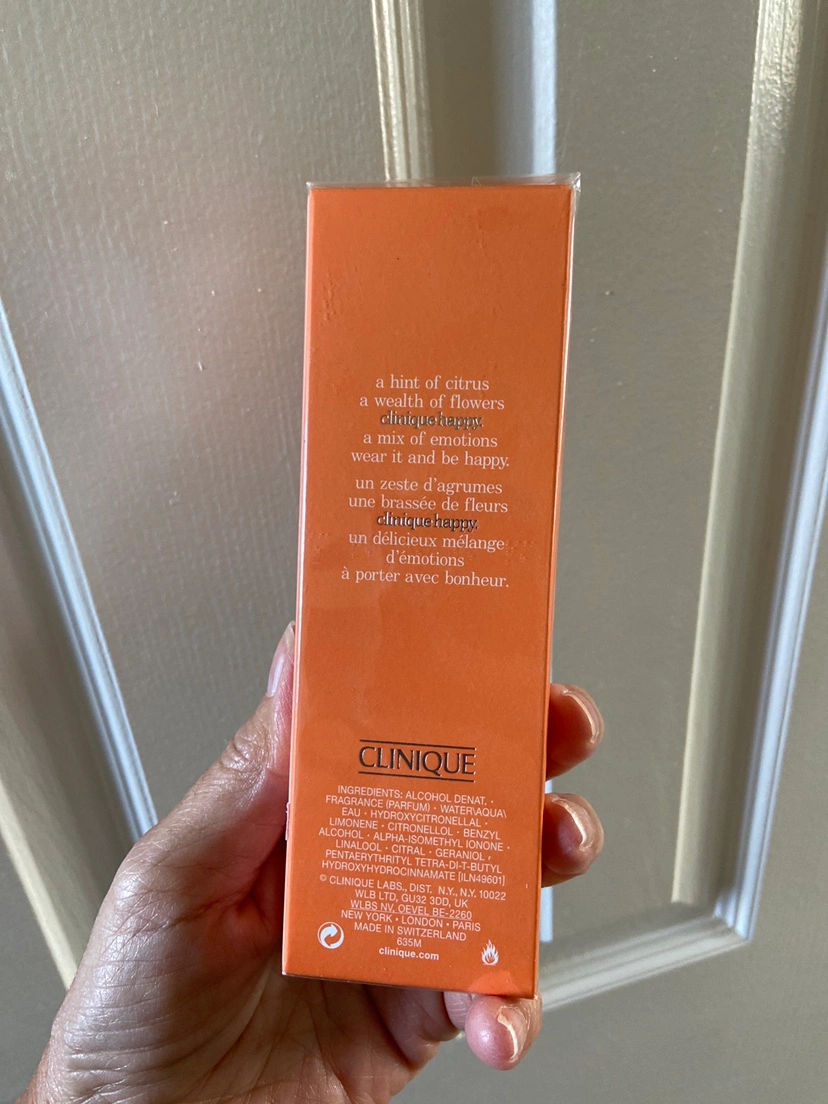 a hint of citrus
a wealth of flowers
clinique happy.
a mix of emotions
wear it and be happy.
un zeste d'agrumes
une brassée de fleurs
clinique happy.
un délicieux mélange
d'émotions
à porter avec bonheur.
CLINIQUE
INGREDIENTS: ALCOHOL DENAT. •
FRAGRANCE (PARFUM) • WATER\AQUA\
EAU • HYDROXYCITRONELLAL •
LIMONENE • CITRONELLOL • BENZYL
ALCOHOL • ALPHA-ISOMETHYL IONONE •
LINALOOL • CITRAL • GERANIOL •
PENTAERYTHRITYL TETRA-DI-T-BUTYL
HYDROXYHYDROCINNAMATE [ILN49601]
© CLINIQUE LABS., DIST. N.Y., N.Y. 10022
WLB LTD, GU32 3DD, UK
WLBS NV, OEVEL BE-2260
NEW YORK • LONDON • PARIS
MADE IN SWITZERLAND
635M
clinique.com